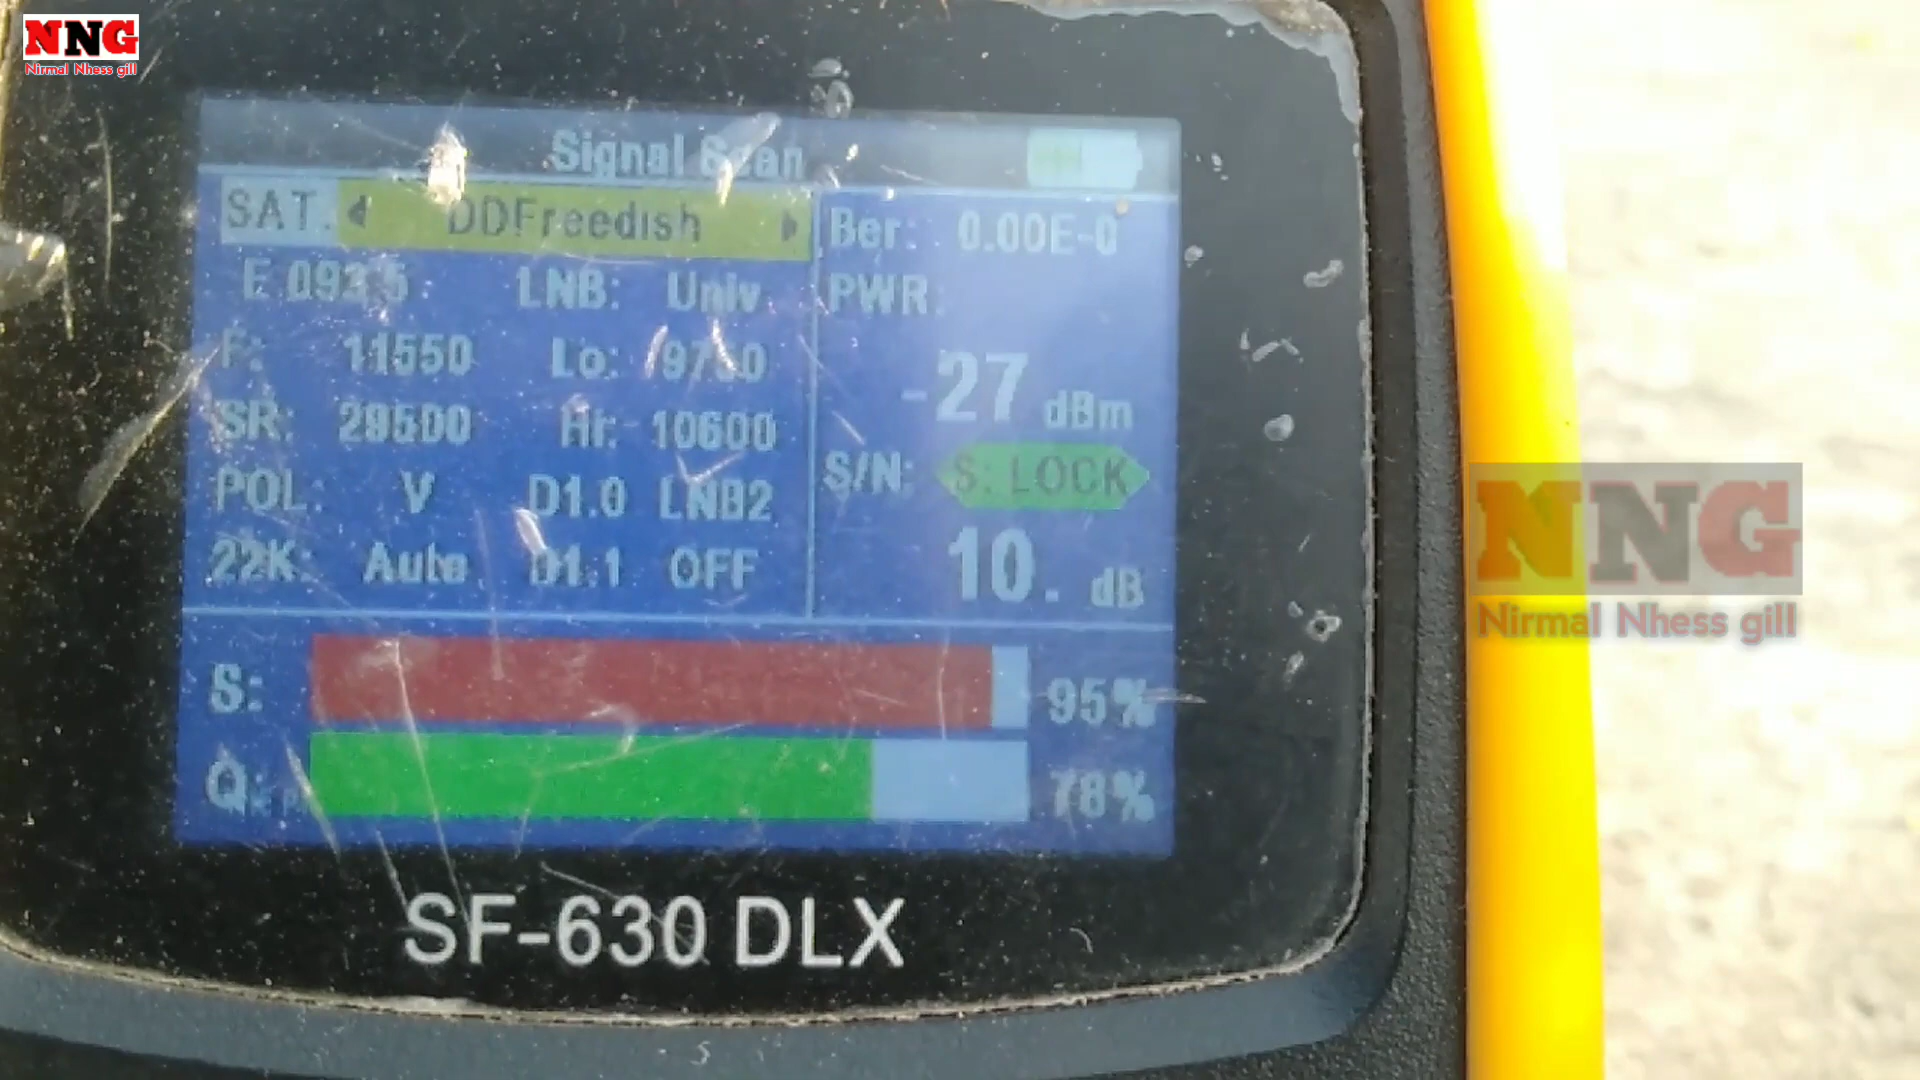 NNG
Nirmal Nhess gill
Signal Scan
SAT. DDFreedish
E 093.5 LNB: Univ
F: 11550 Lo: 9750
SR: 29500 Hi: 10600
POL: V D1.0 LNB2
22K: Auto D1.1 OFF
Ber: 0.00E-0
PWR:
-27 dBm
S/N: S: LOCK
10. dB
S: 95%
Q: 78%
SF-630 DLX
NNG
Nirmal Nhess gill